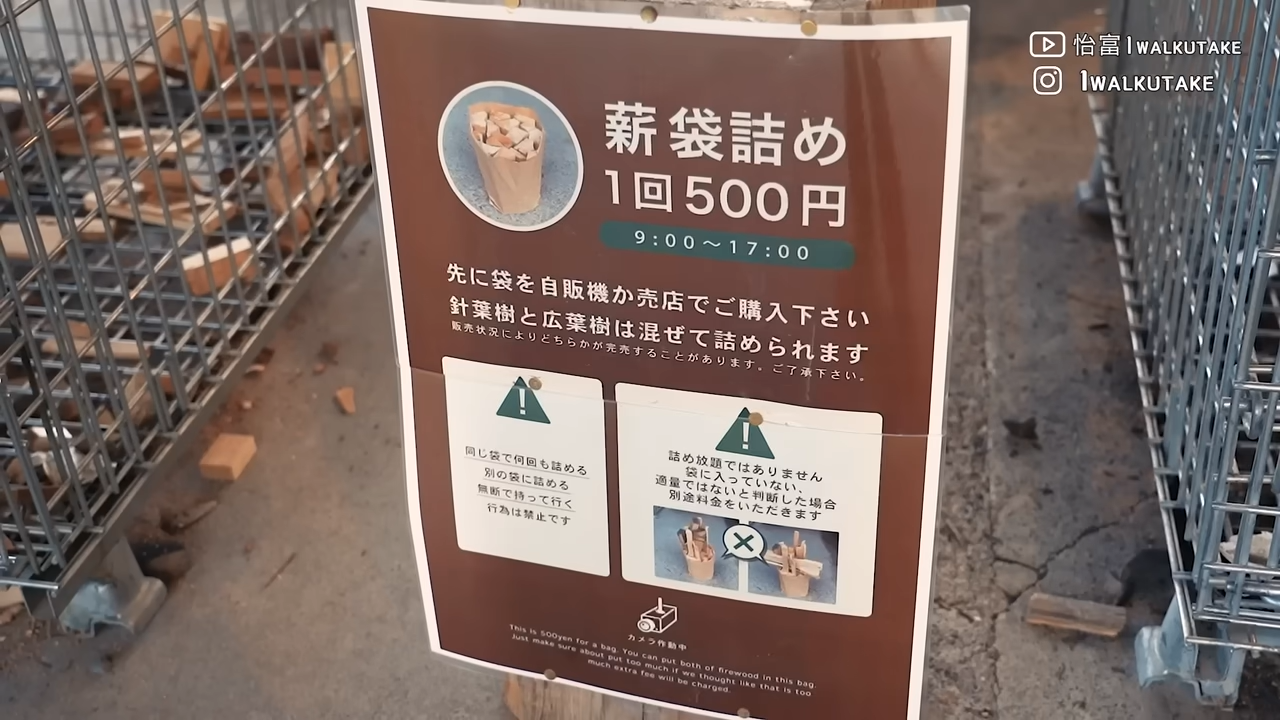 怡富1WALKUTAKE
1WALKUTAKE
薪袋詰め
1回500円
9:00〜17:00
先に袋を自販機か売店でご購入下さい
針葉樹と広葉樹は混ぜて詰められます
販売状況によりどちらかが完売することがあります。ご了承下さい。
同じ袋で何回も詰める
別の袋に詰める
無断で持って行く
行為は禁止です
詰め放題ではありません
袋に入っていない、
適量ではないと判断した場合
別途料金をいただきます
カメラ作動中
This is 500yen for a bag. You can put both of firewood in this bag.
Just make sure about put too much if we thought like that is too
much extra fee will be charged.